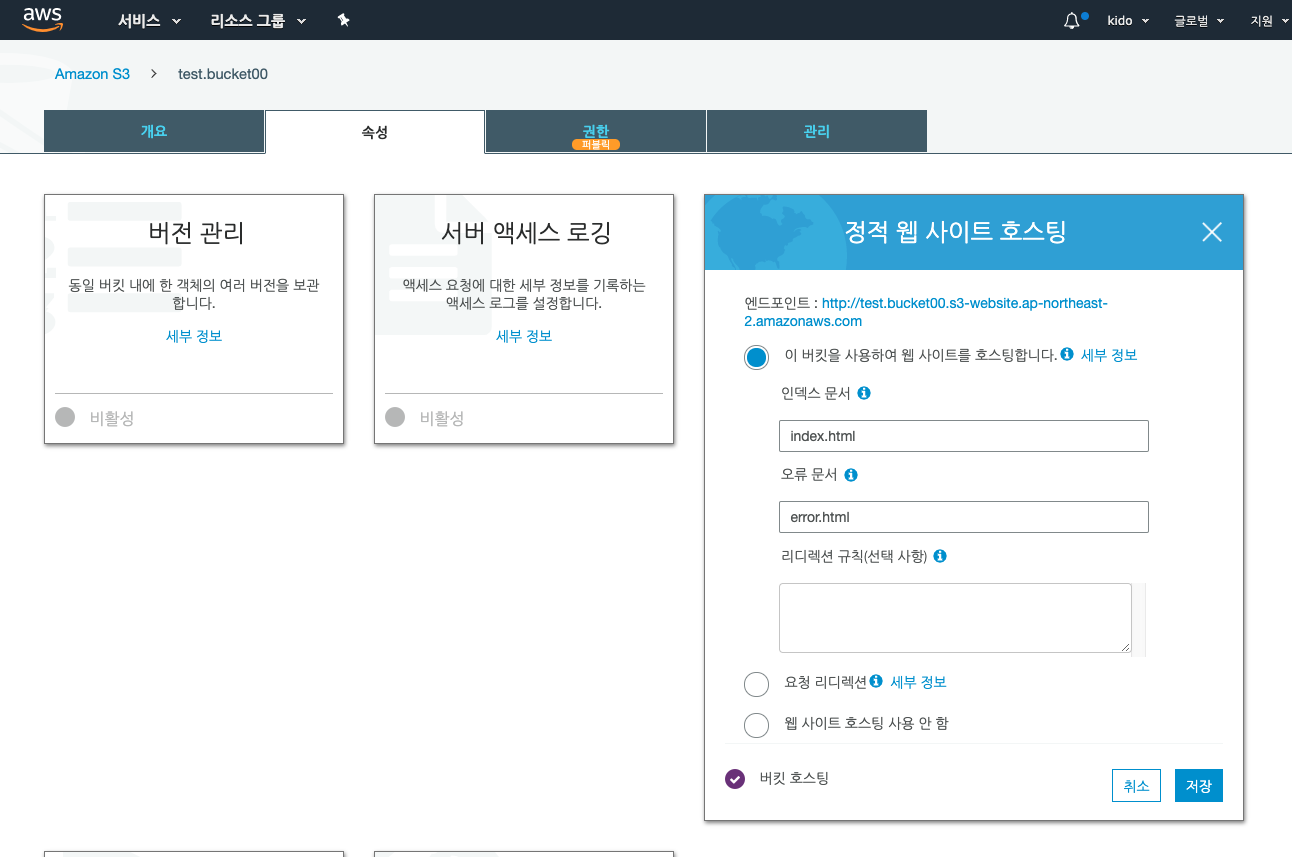 aws 서비스 리소스 그룹 kido 글로벌 지원
Amazon S3 > test.bucket00
개요 속성 권한 관리
퍼블릭
버전 관리
동일 버킷 내에 한 객체의 여러 버전을 보관
합니다.
세부 정보
비활성
서버 액세스 로깅
액세스 요청에 대한 세부 정보를 기록하는
액세스 로그를 설정합니다.
세부 정보
비활성
정적 웹 사이트 호스팅
엔드포인트 : http://test.bucket00.s3-website.ap-northeast-
2.amazonaws.com
이 버킷을 사용하여 웹 사이트를 호스팅합니다. 세부 정보
인덱스 문서
index.html
오류 문서
error.html
리디렉션 규칙(선택 사항)
요청 리디렉션 세부 정보
웹 사이트 호스팅 사용 안 함
버킷 호스팅
취소 저장